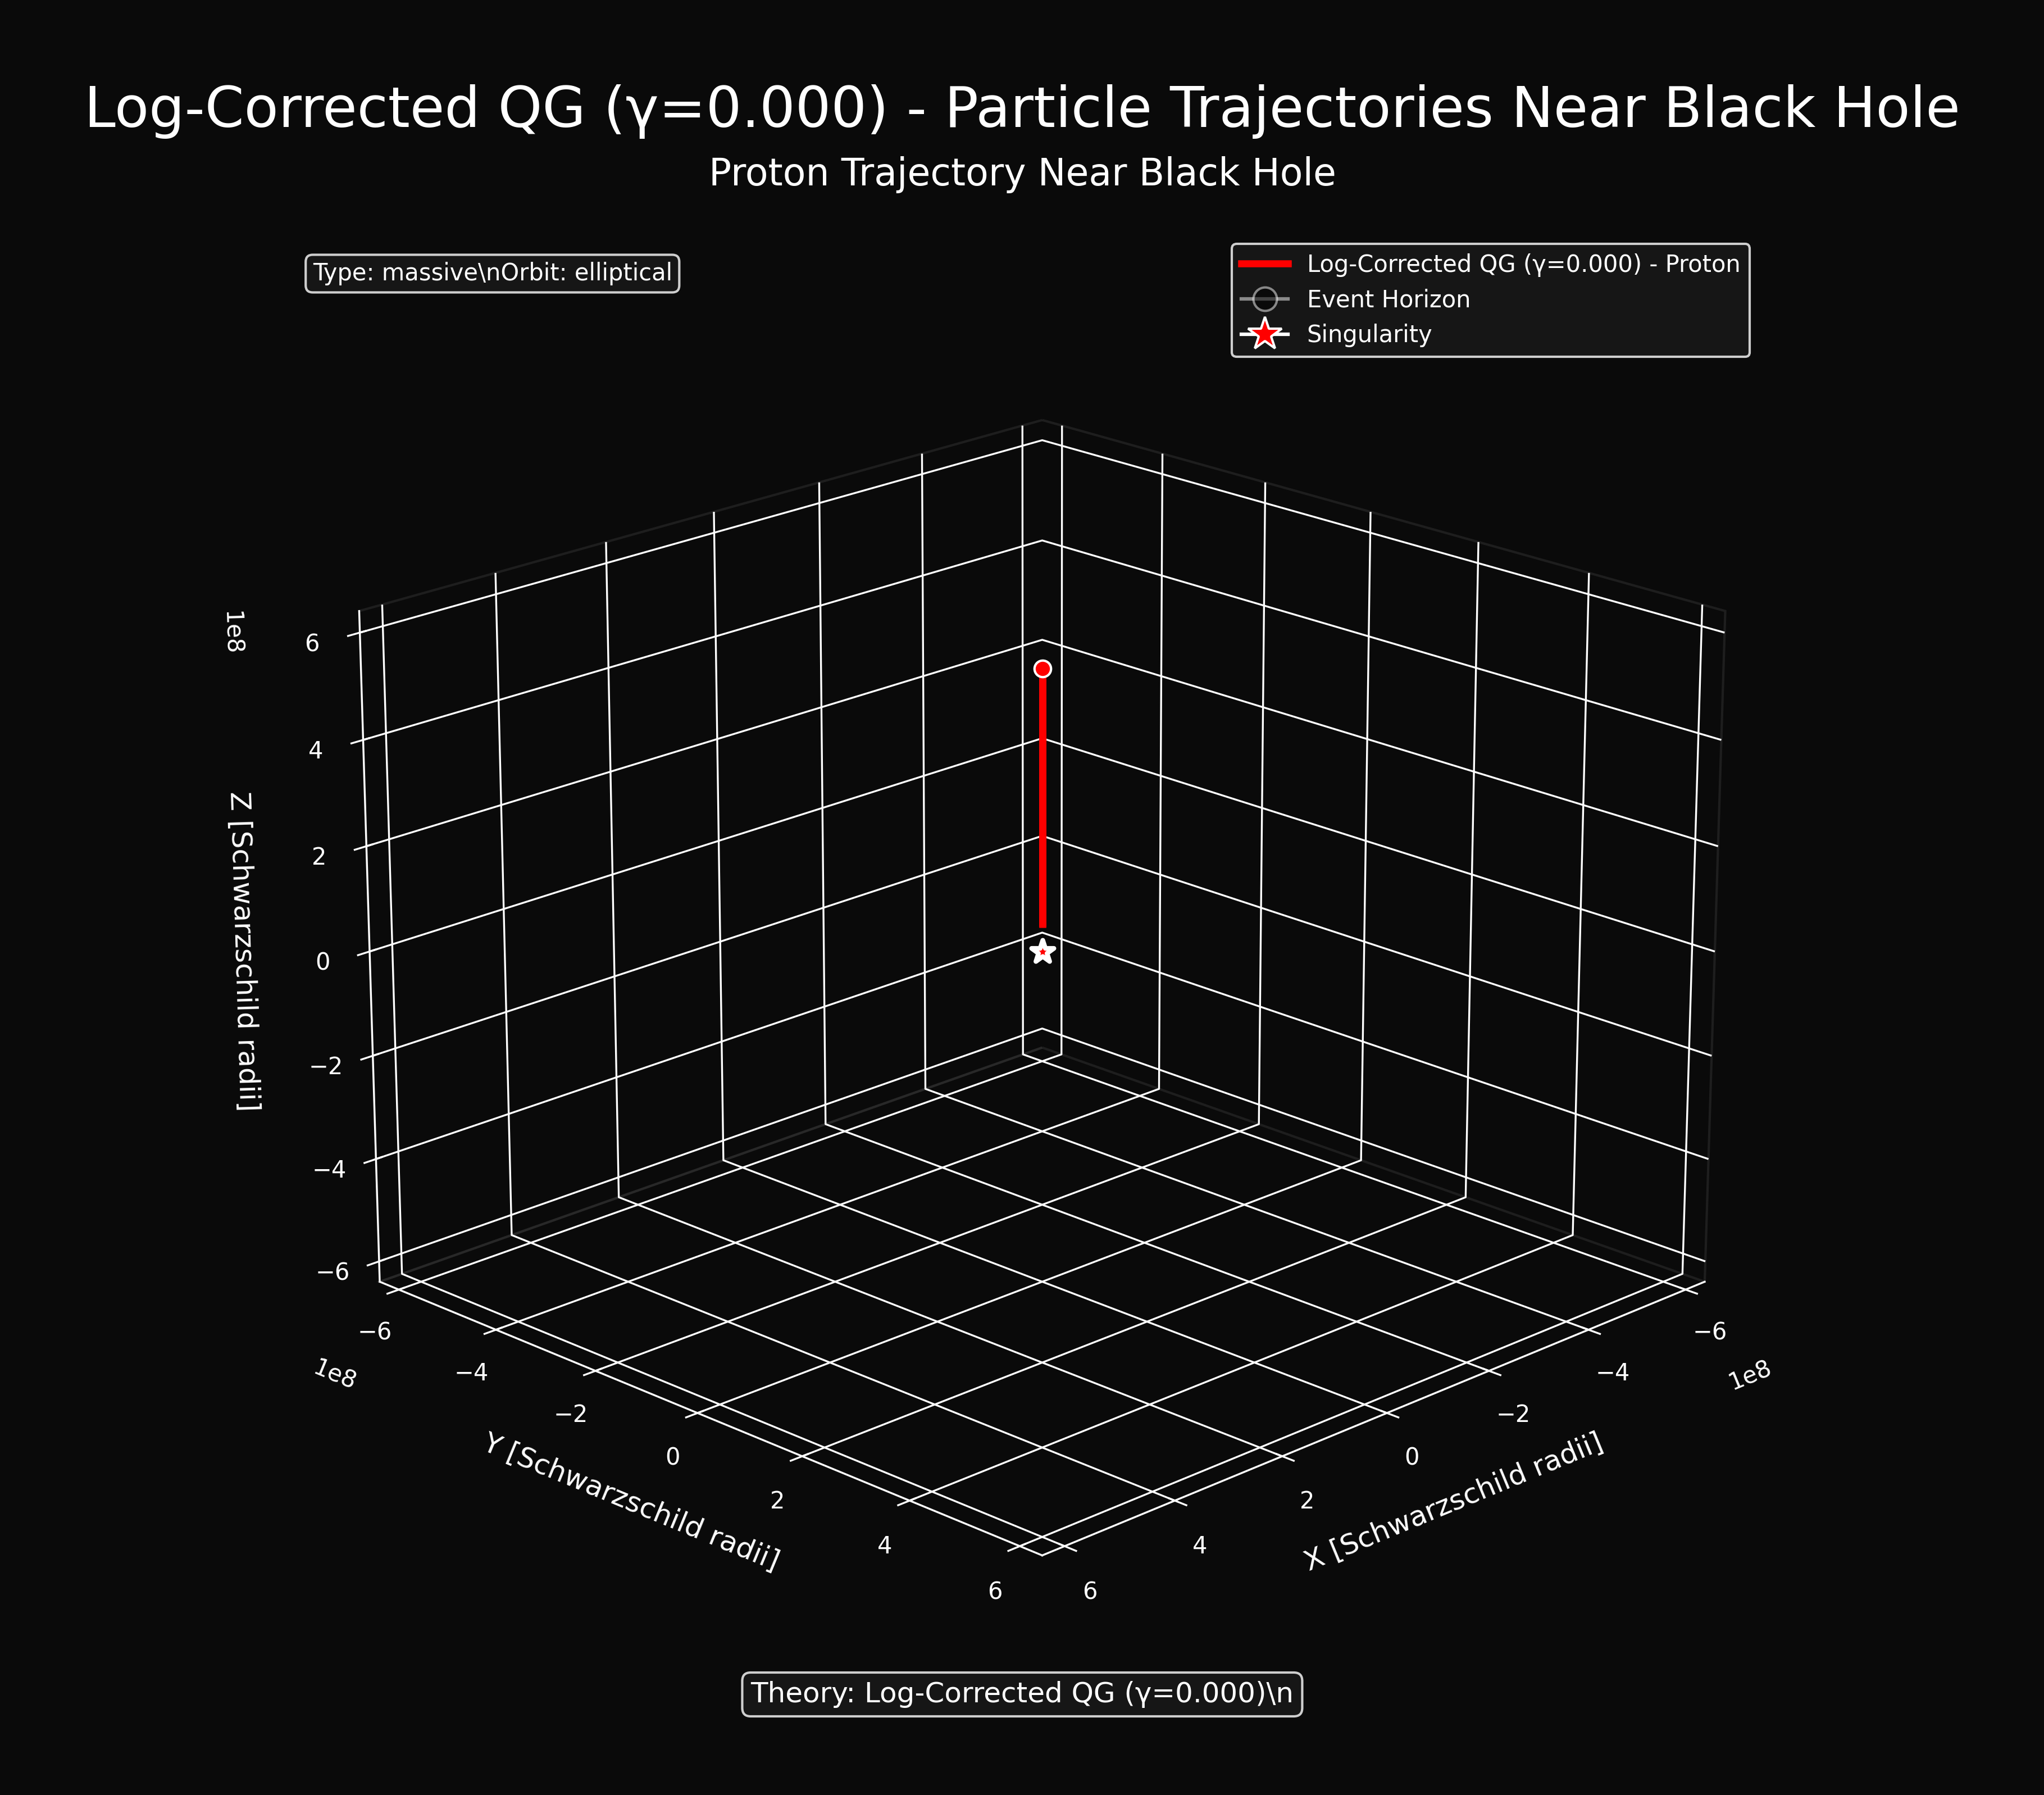 Log-Corrected QG (γ=0.000) - Particle Trajectories Near Black Hole
Proton Trajectory Near Black Hole
Type: massive\nOrbit: elliptical
Log-Corrected QG (γ=0.000) - Proton
Event Horizon
Singularity
1e8
6
4
2
0
−2
−4
−6
Z [Schwarzschild radii]
−6
−4
−2
0
2
4
6
1e8
Y [Schwarzschild radii]
6
4
2
0
−2
−4
−6
1e8
X [Schwarzschild radii]
Theory: Log-Corrected QG (γ=0.000)\n